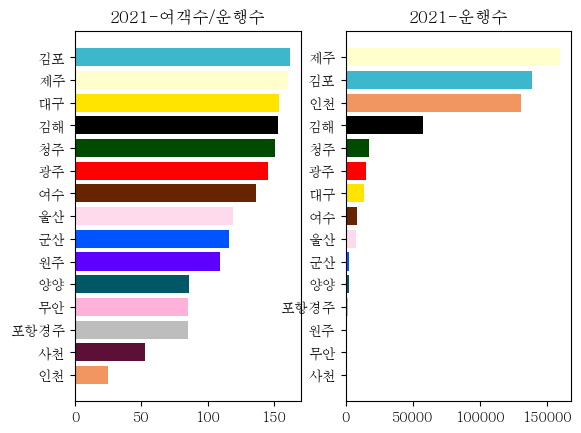 2021-여객수/운행수
김포
제주
대구
김해
청주
광주
여수
울산
군산
원주
양양
무안
포항경주
사천
인천
0 50 100 150
2021-운행수
제주
김포
인천
김해
청주
광주
대구
여수
울산
군산
양양
포항경주
원주
무안
사천
0 50000 100000 150000